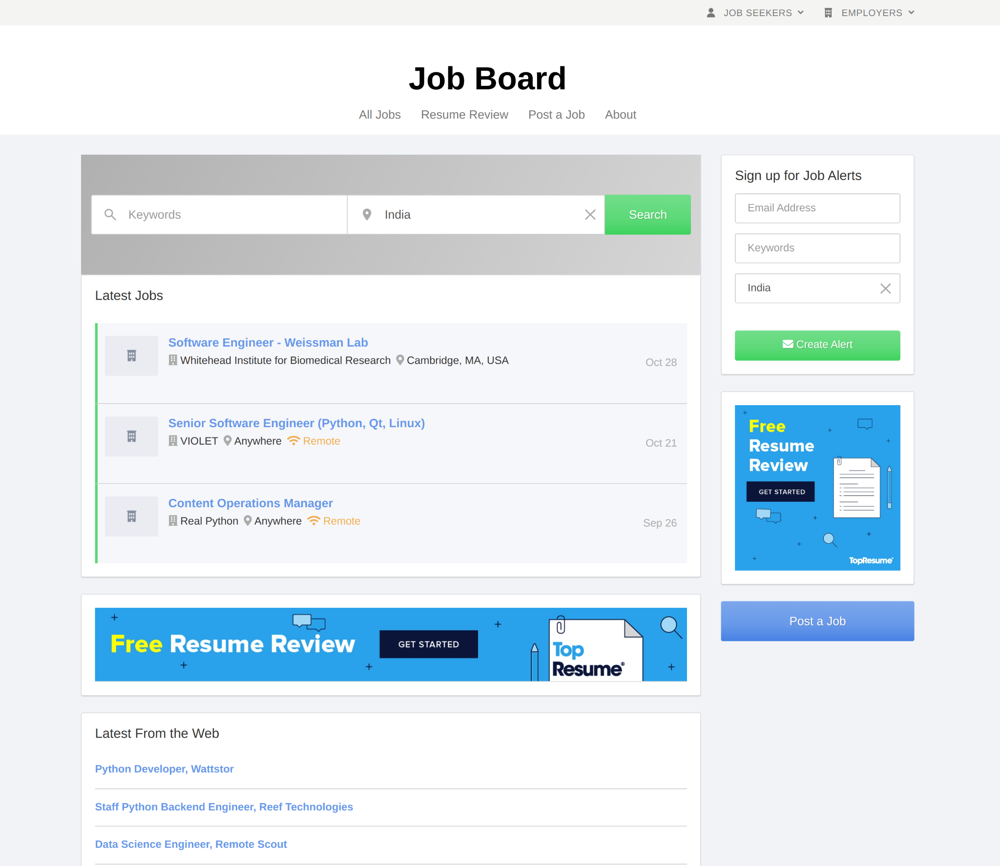 JOB SEEKERS
EMPLOYERS
Job Board
All Jobs
Resume Review
Post a Job
About
Keywords
India
Search
Latest Jobs
Software Engineer - Weissman Lab
Whitehead Institute for Biomedical Research
Cambridge, MA, USA
Oct 28
Senior Software Engineer (Python, Qt, Linux)
VIOLET
Anywhere
Remote
Oct 21
Content Operations Manager
Real Python
Anywhere
Remote
Sep 26
Free Resume Review
GET STARTED
Top
Resume®
Latest From the Web
Python Developer, Wattstor
Staff Python Backend Engineer, Reef Technologies
Data Science Engineer, Remote Scout
Sign up for Job Alerts
Email Address
Keywords
India
Create Alert
Free
Resume
Review
GET STARTED
TopResume®
Post a Job